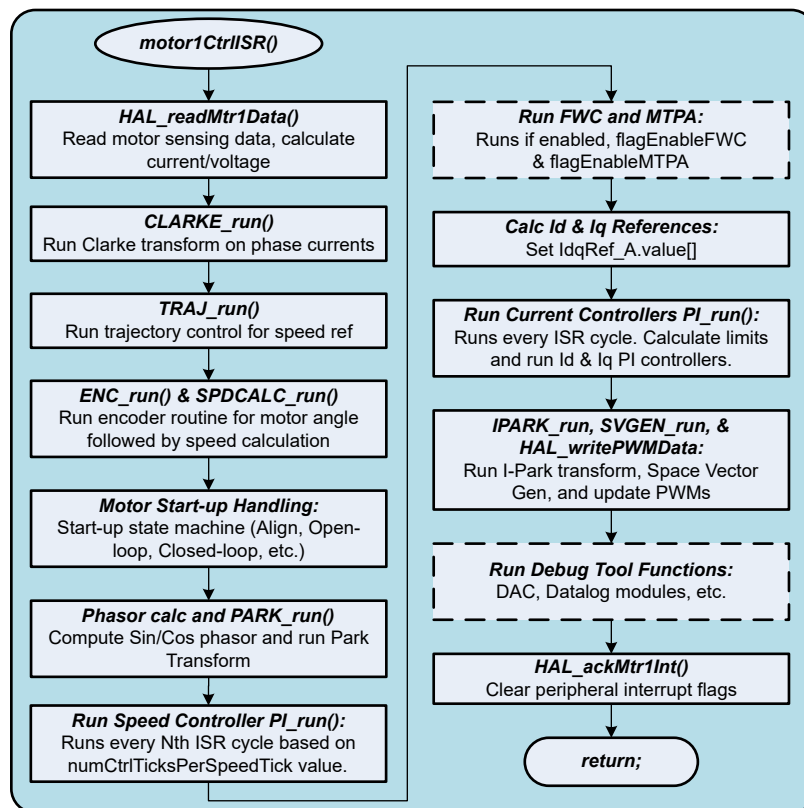 motor1CtrlISR()
HAL_readMtr1Data()
Read motor sensing data, calculate
current/voltage
CLARKE_run()
Run Clarke transform on phase currents
TRAJ_run()
Run trajectory control for speed ref
ENC_run() & SPDCALC_run()
Run encoder routine for motor angle
followed by speed calculation
Motor Start-up Handling:
Start-up state machine (Align, Open-
loop, Closed-loop, etc.)
Phasor calc and PARK_run()
Compute Sin/Cos phasor and run Park
Transform
Run Speed Controller PI_run():
Runs every Nth ISR cycle based on
numCtrlTicksPerSpeedTick value.
Run FWC and MTPA:
Runs if enabled, flagEnableFWC
& flagEnableMTPA
Calc Id & Iq References:
Set IdqRef_A.value[]
Run Current Controllers PI_run():
Runs every ISR cycle. Calculate limits
and run Id & Iq PI controllers.
IPARK_run, SVGEN_run, &
HAL_writePWMData:
Run I-Park transform, Space Vector
Gen, and update PWMs
Run Debug Tool Functions:
DAC, Datalog modules, etc.
HAL_ackMtr1Int()
Clear peripheral interrupt flags
return;